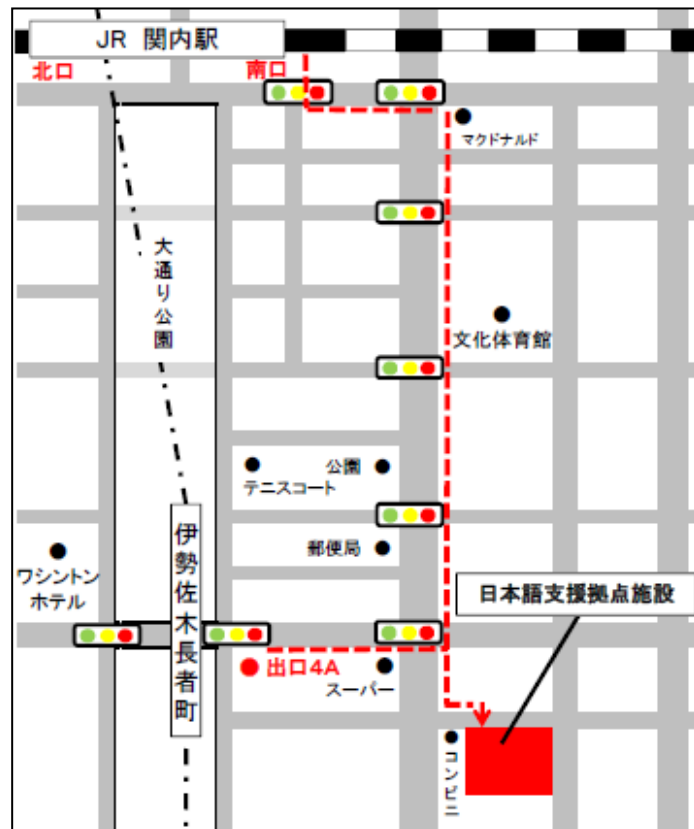 JR 関内駅
北口
南口
マクドナルド
大通り公園
文化体育館
テニスコート
公園
郵便局
ワシントン
ホテル
伊勢佐木長者町
日本語支援拠点施設
出口4A
スーパー
コンビニ